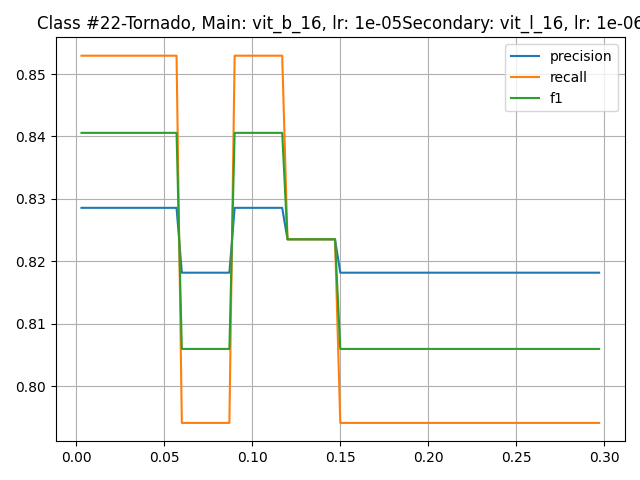 Class #22-Tornado, Main: vit_b_16, lr: 1e-05Secondary: vit_l_16, lr: 1e-06
precision
recall
f1
0.85
0.84
0.83
0.82
0.81
0.80
0.00 0.05 0.10 0.15 0.20 0.25 0.30